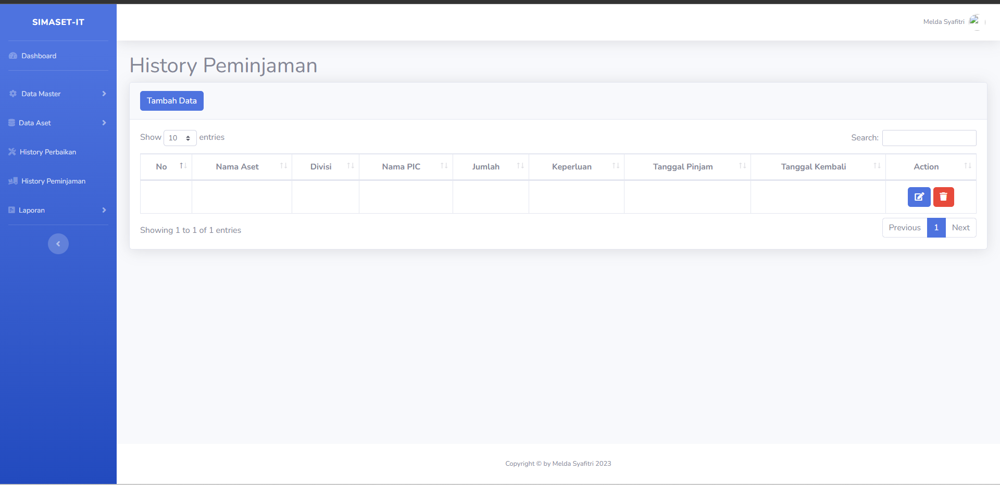 SIMASET-IT
Dashboard
Data Master
Data Aset
History Perbaikan
History Peminjaman
Laporan
Melda Syafitri
History Peminjaman
Tambah Data
Show 10 entries
Search:
No Nama Aset Divisi Nama PIC Jumlah Keperluan Tanggal Pinjam Tanggal Kembali Action
Showing 1 to 1 of 1 entries
Previous 1 Next
Copyright © by Melda Syafitri 2023